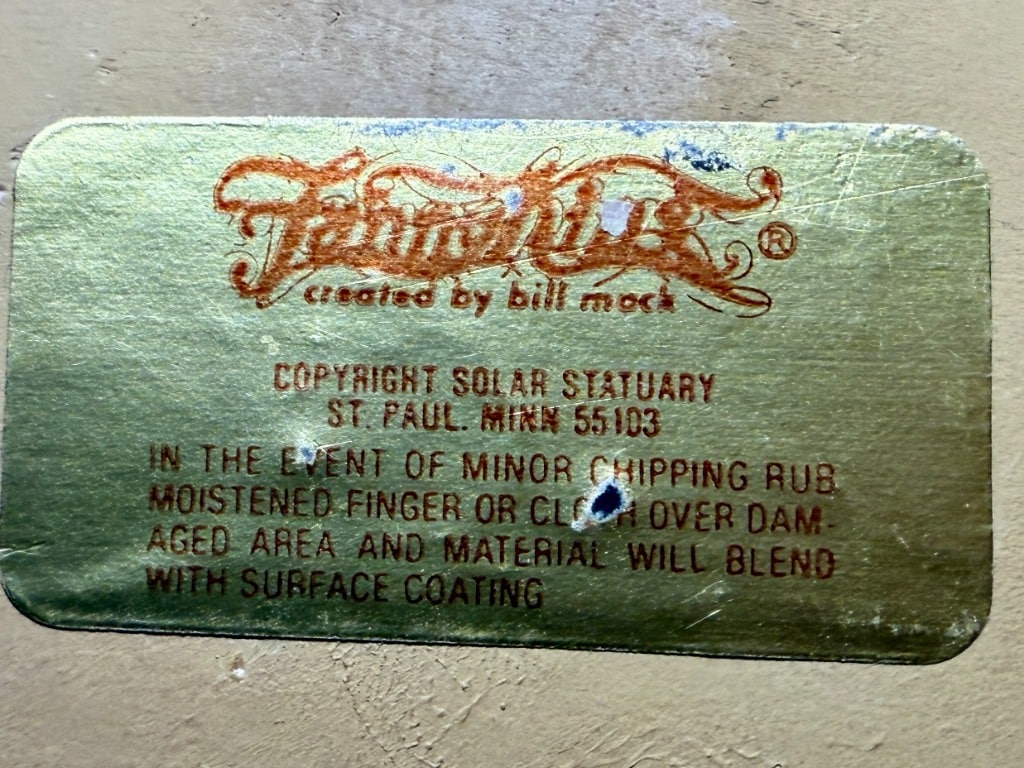 ®
created by bill mack
COPYRIGHT SOLAR STATUARY
ST. PAUL. MINN 55103
IN THE EVENT OF MINOR CHIPPING RUB
MOISTENED FINGER OR CLOTH OVER DAM-
AGED AREA AND MATERIAL WILL BLEND
WITH SURFACE COATING